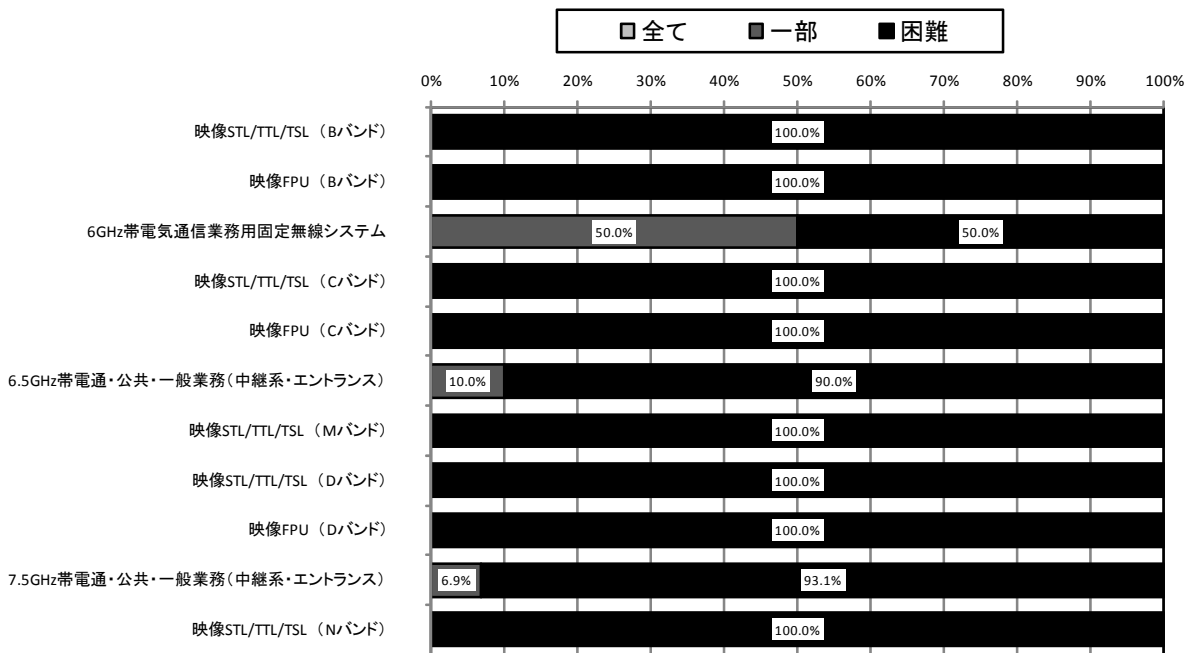 全て 一部 困難
0% 10% 20% 30% 40% 50% 60% 70% 80% 90% 100%
映像STL/TTL/TSL (Bバンド) 100.0%
映像FPU (Bバンド) 100.0%
6GHz帯電気通信業務用固定無線システム 50.0% 50.0%
映像STL/TTL/TSL (Cバンド) 100.0%
映像FPU (Cバンド) 100.0%
6.5GHz帯電通・公共・一般業務(中継系・エントランス) 10.0% 90.0%
映像STL/TTL/TSL (Mバンド) 100.0%
映像STL/TTL/TSL (Dバンド) 100.0%
映像FPU (Dバンド) 100.0%
7.5GHz帯電通・公共・一般業務(中継系・エントランス) 6.9% 93.1%
映像STL/TTL/TSL (Nバンド) 100.0%